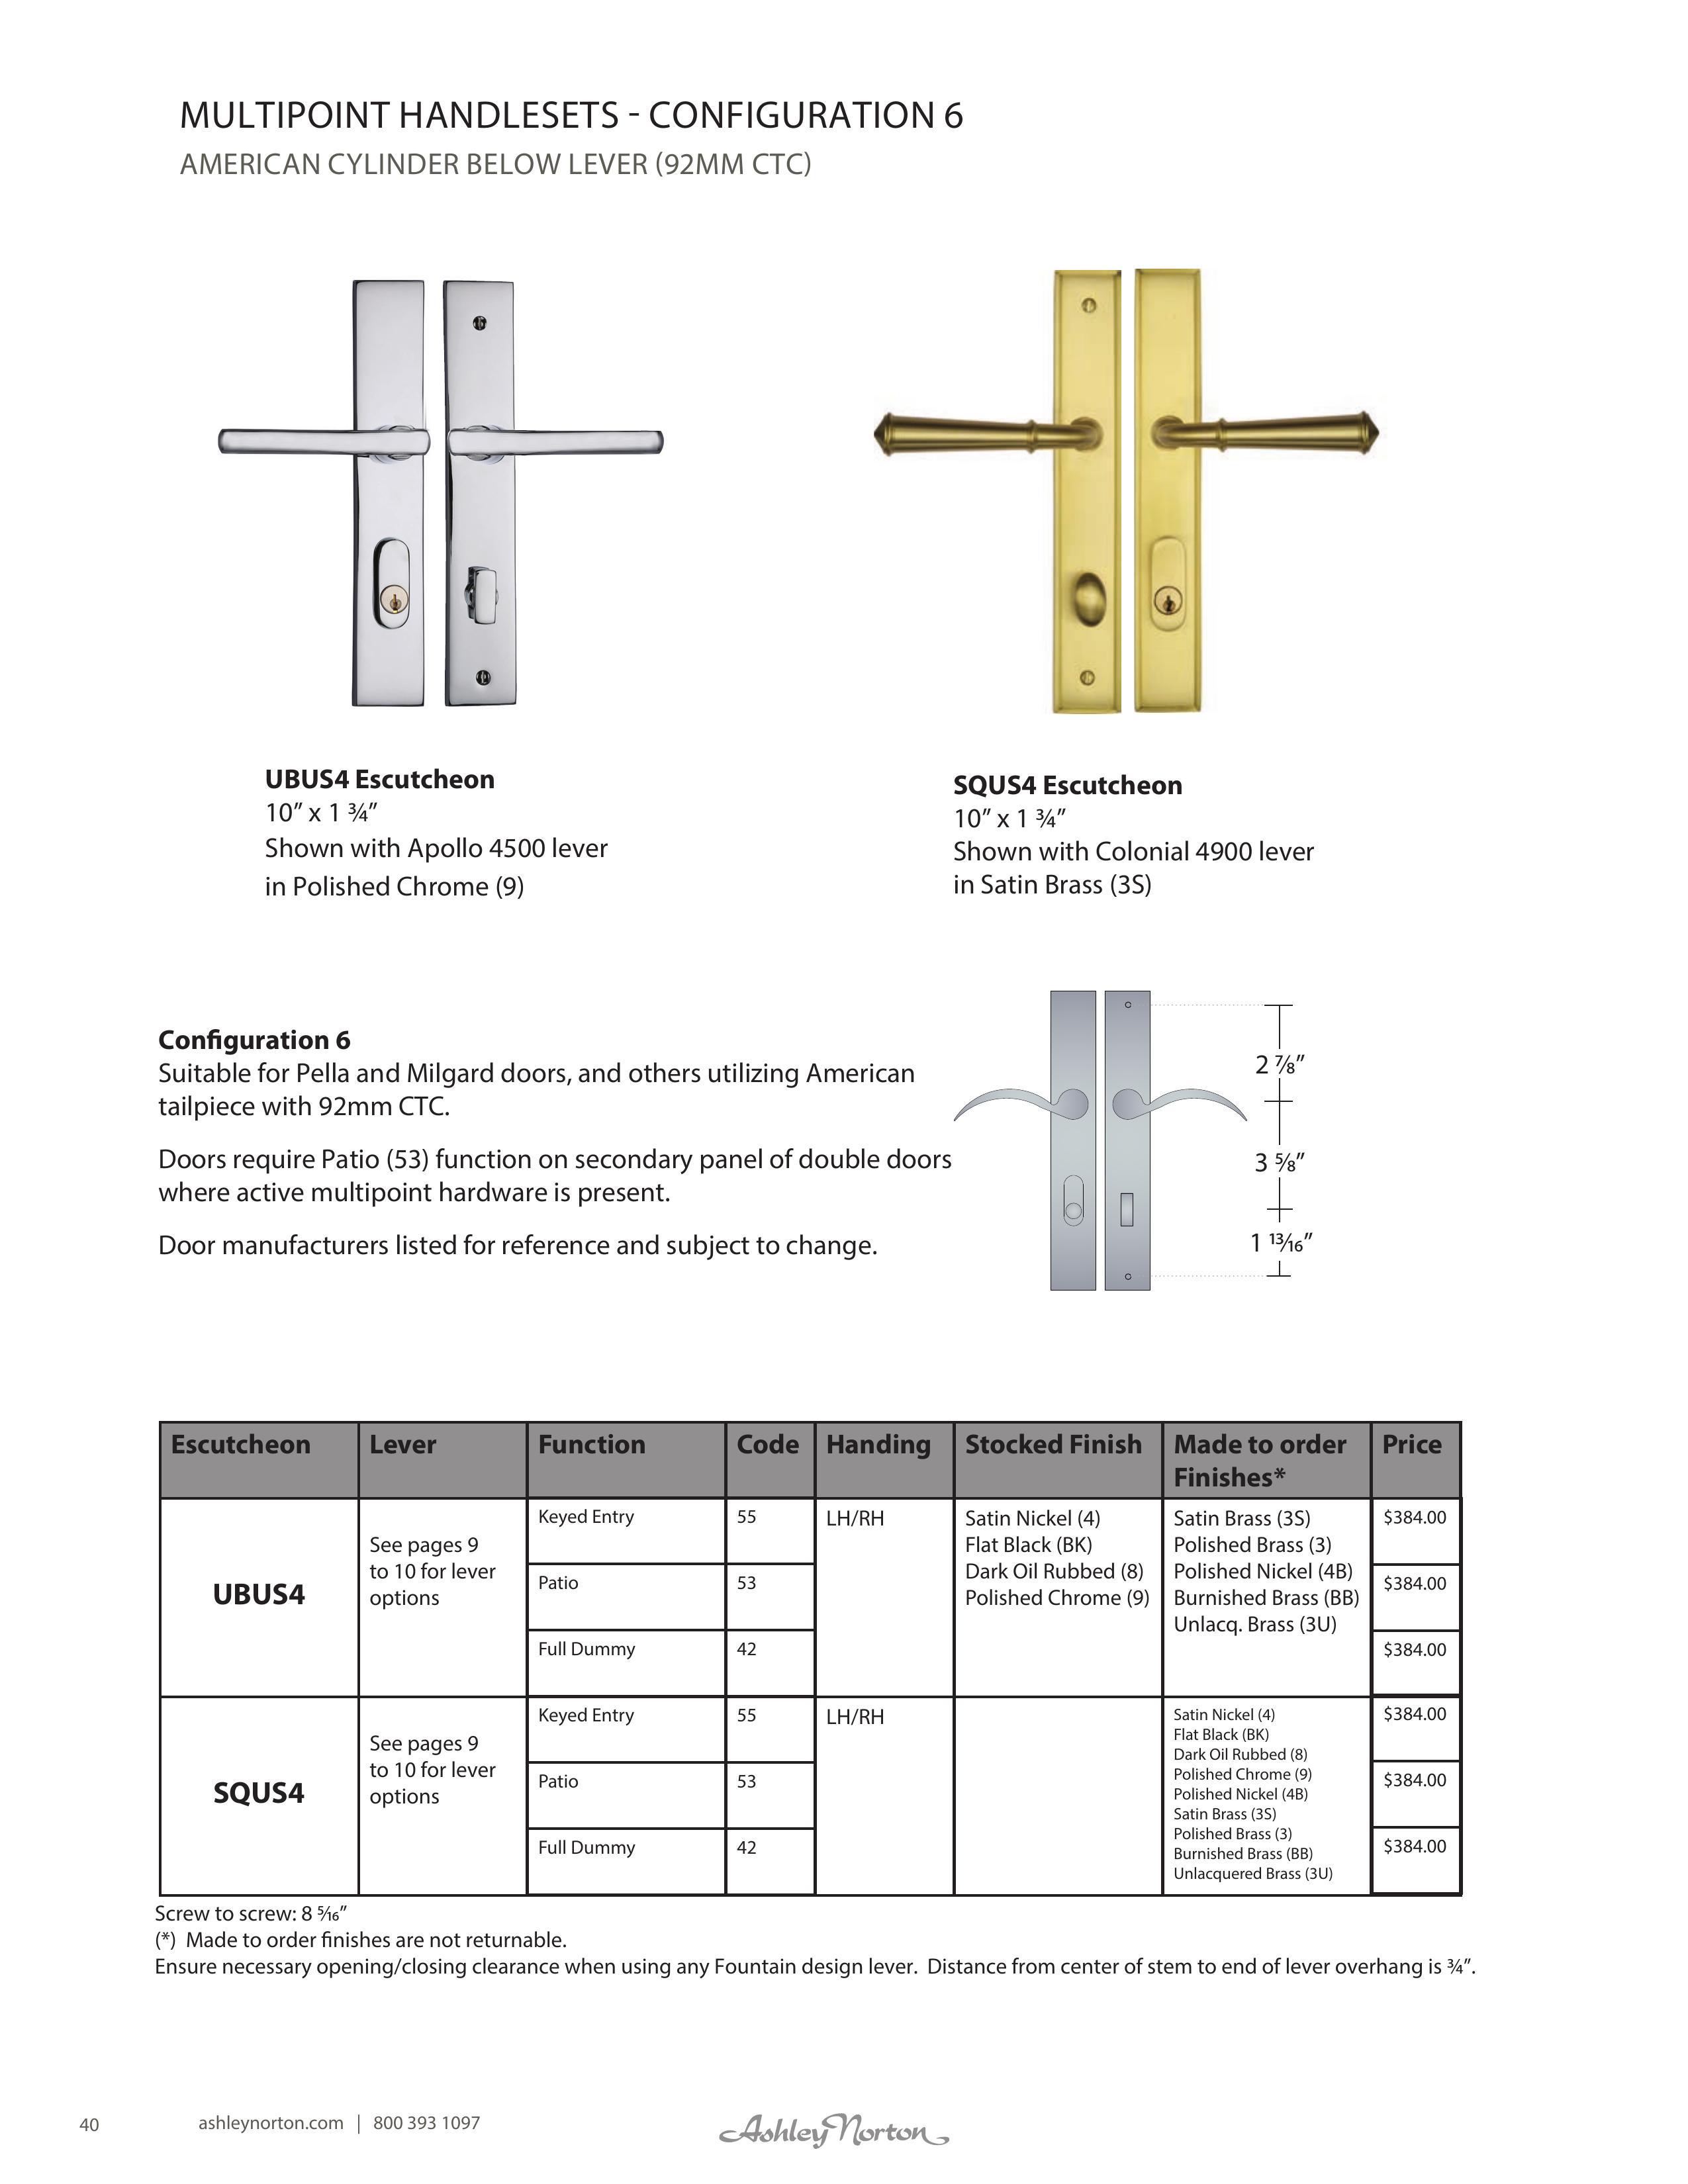 MULTIPOINT HANDLESETS - CONFIGURATION 6
AMERICAN CYLINDER BELOW LEVER (92MM CTC)
UBUS4 Escutcheon
10” x 1 ¾”
Shown with Apollo 4500 lever
in Polished Chrome (9)
SQUS4 Escutcheon
10” x 1 ¾”
Shown with Colonial 4900 lever
in Satin Brass (3S)
Configuration 6
Suitable for Pella and Milgard doors, and others utilizing American
tailpiece with 92mm CTC.
Doors require Patio (53) function on secondary panel of double doors
where active multipoint hardware is present.
Door manufacturers listed for reference and subject to change.
2 ⅞”
3 ⅝”
1 13⁄16”
Escutcheon Lever Function Code Handing Stocked Finish Made to order Finishes* Price
UBUS4
See pages 9
to 10 for lever
options
Keyed Entry 55
Patio 53
Full Dummy 42
LH/RH
Satin Nickel (4)
Flat Black (BK)
Dark Oil Rubbed (8)
Polished Chrome (9)
Satin Brass (3S)
Polished Brass (3)
Polished Nickel (4B)
Burnished Brass (BB)
Unlacq. Brass (3U)
$384.00
$384.00
$384.00
SQUS4
See pages 9
to 10 for lever
options
Keyed Entry 55
Patio 53
Full Dummy 42
LH/RH
Satin Nickel (4)
Flat Black (BK)
Dark Oil Rubbed (8)
Polished Chrome (9)
Polished Nickel (4B)
Satin Brass (3S)
Polished Brass (3)
Burnished Brass (BB)
Unlacquered Brass (3U)
$384.00
$384.00
$384.00
Screw to screw: 8 5⁄16”
(*) Made to order finishes are not returnable.
Ensure necessary opening/closing clearance when using any Fountain design lever. Distance from center of stem to end of lever overhang is ¾”.
40
ashleynorton.com | 800 393 1097
Ashley Norton